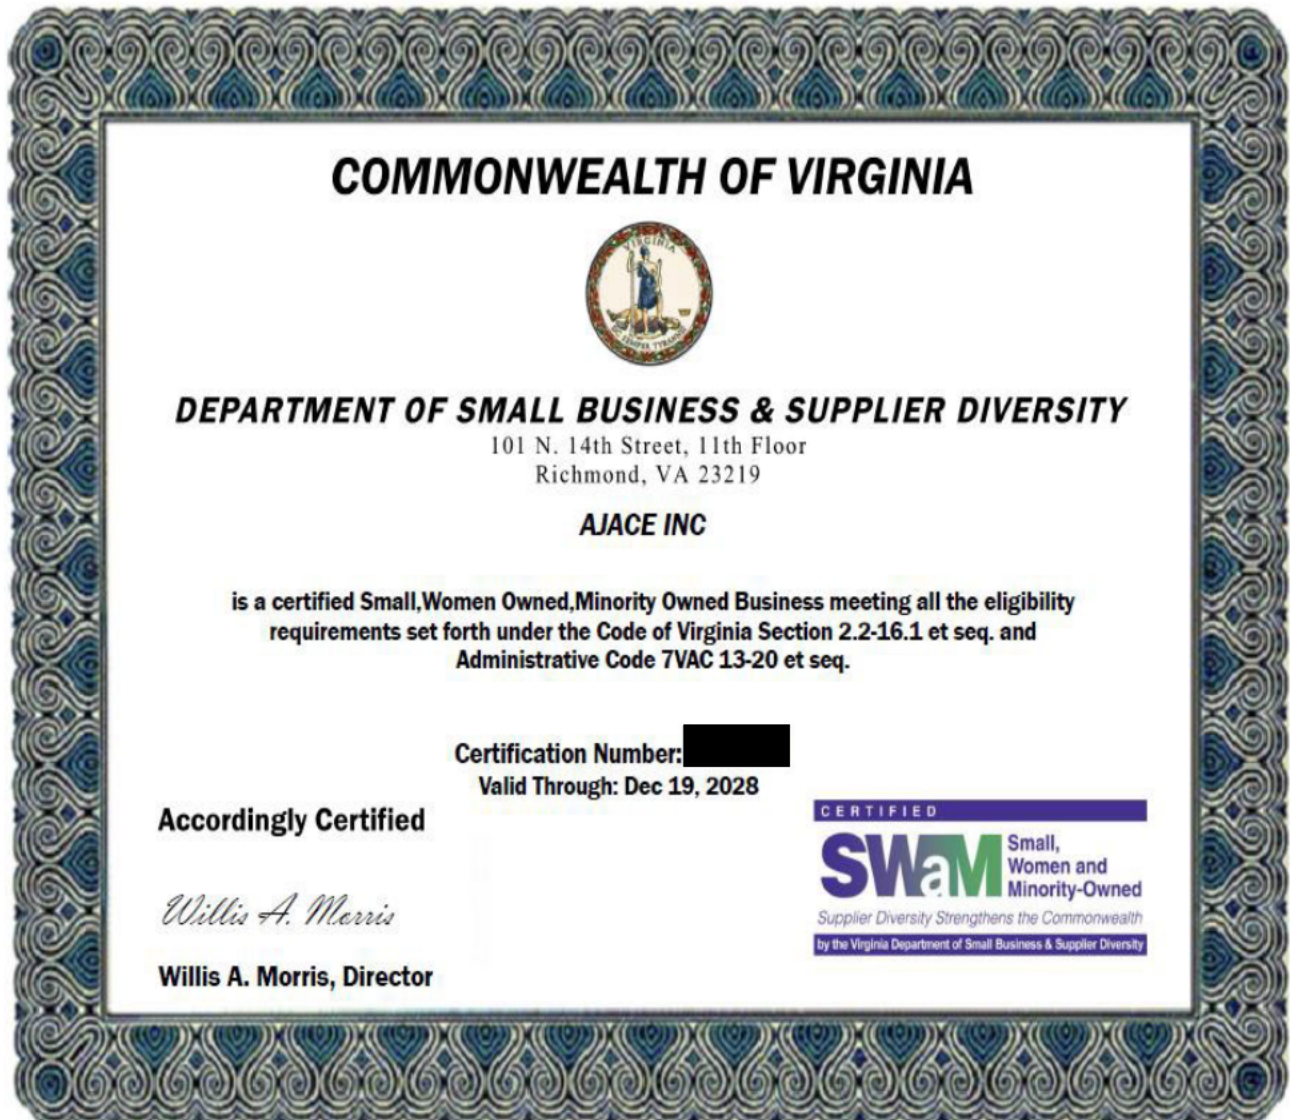 COMMONWEALTH OF VIRGINIA
VIRGINIA
SIC SEMPER TYRANNIS
DEPARTMENT OF SMALL BUSINESS & SUPPLIER DIVERSITY
101 N. 14th Street, 11th Floor
Richmond, VA 23219
AJACE INC
is a certified Small,Women Owned,Minority Owned Business meeting all the eligibility
requirements set forth under the Code of Virginia Section 2.2-16.1 et seq. and
Administrative Code 7VAC 13-20 et seq.
Certification Number:
Valid Through: Dec 19, 2028
Accordingly Certified
Willis A. Morris
Willis A. Morris, Director
CERTIFIED
SWaM
Small,
Women and
Minority-Owned
Supplier Diversity Strengthens the Commonwealth
by the Virginia Department of Small Business & Supplier Diversity